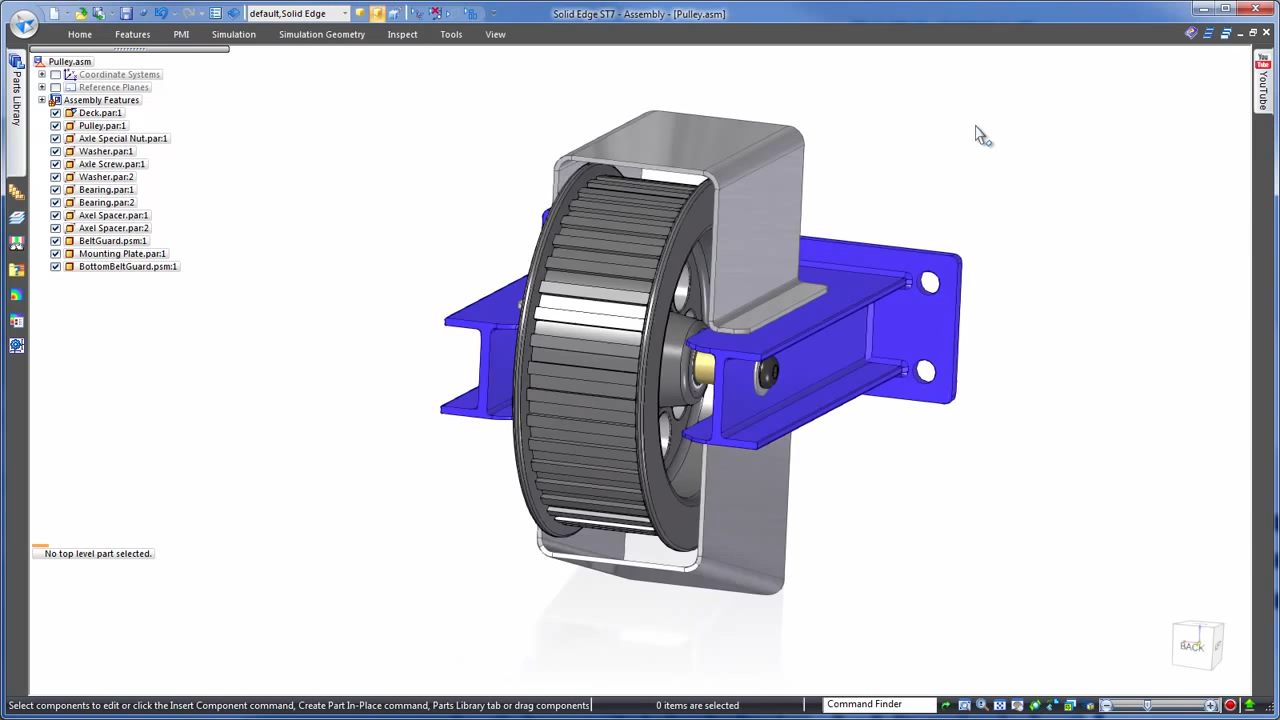 default,Solid Edge
Solid Edge ST7 - Assembly - [Pulley.asm]
Home Features PMI Simulation Simulation Geometry Inspect Tools View
Parts Library
Pulley.asm
Coordinate Systems
Reference Planes
Assembly Features
Deck.par:1
Pulley.par:1
Axle Special Nut.par:1
Washer.par:1
Axle Screw.par:1
Washer.par:2
Bearing.par:1
Bearing.par:2
Axel Spacer.par:1
Axel Spacer.par:2
BeltGuard.psm:1
Mounting Plate.par:1
BottomBeltGuard.psm:1
No top level part selected.
You
Tube
YouTube
BACK
Select components to edit or click the Insert Component command, Create Part In-Place command, Parts Library tab or drag components
0 items are selected
Command Finder